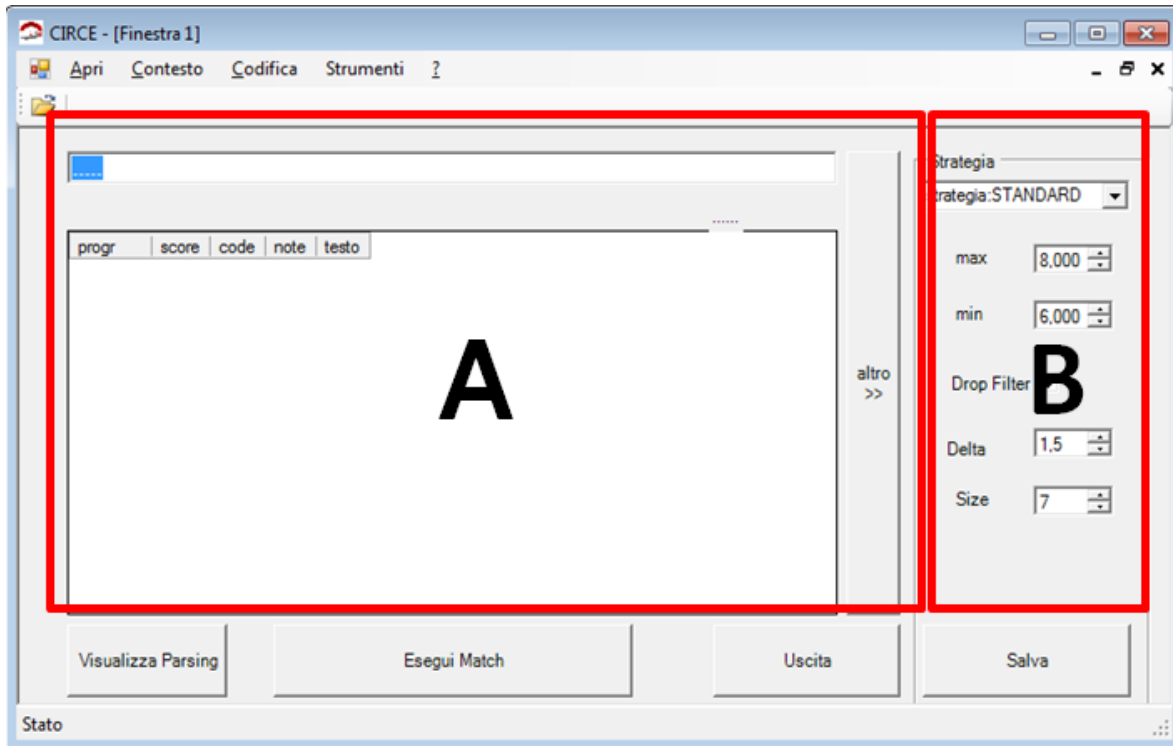 CIRCE - [Finestra 1]
Apri Contesto Codifica Strumenti ?
.....
......
progr score code note testo
A
altro
>>
Strategia
trategia:STANDARD
max 8,000
min 6,000
Drop Filter
B
Delta 1,5
Size 7
Visualizza Parsing Esegui Match Uscita Salva
Stato